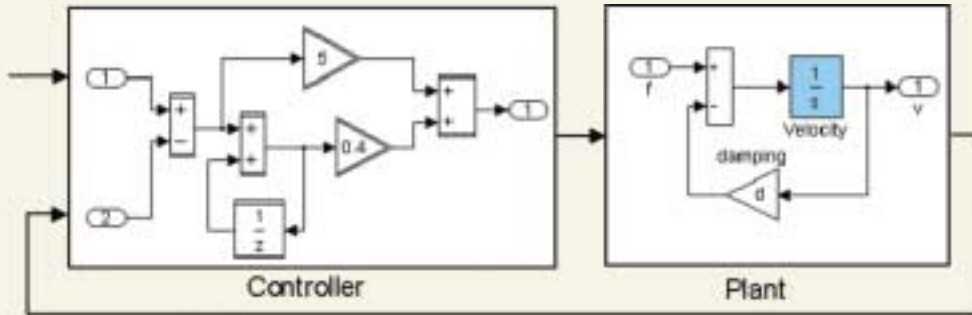 1
2
+
−
5
+
+
1
z
0.4
+
+
1
Controller
1
f
+
−
1
s
Velocity
1
v
damping
d
Plant